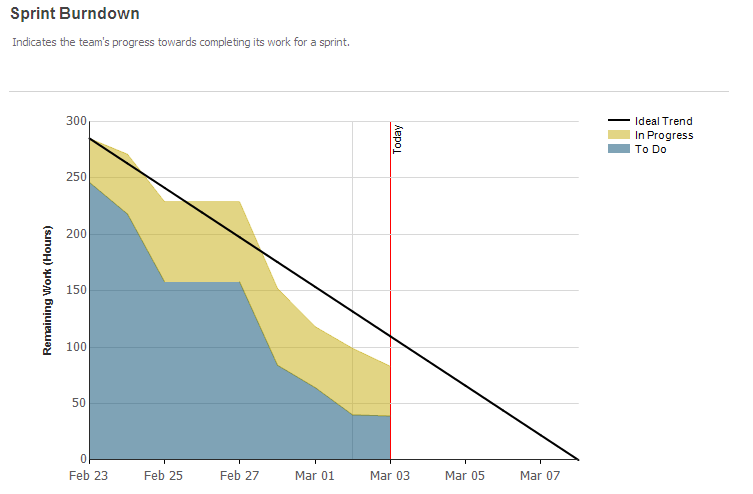 Sprint Burndown
Indicates the team's progress towards completing its work for a sprint.
Ideal Trend
In Progress
To Do
Today
Remaining Work (Hours)
300
250
200
150
100
50
0
Feb 23 Feb 25 Feb 27 Mar 01 Mar 03 Mar 05 Mar 07